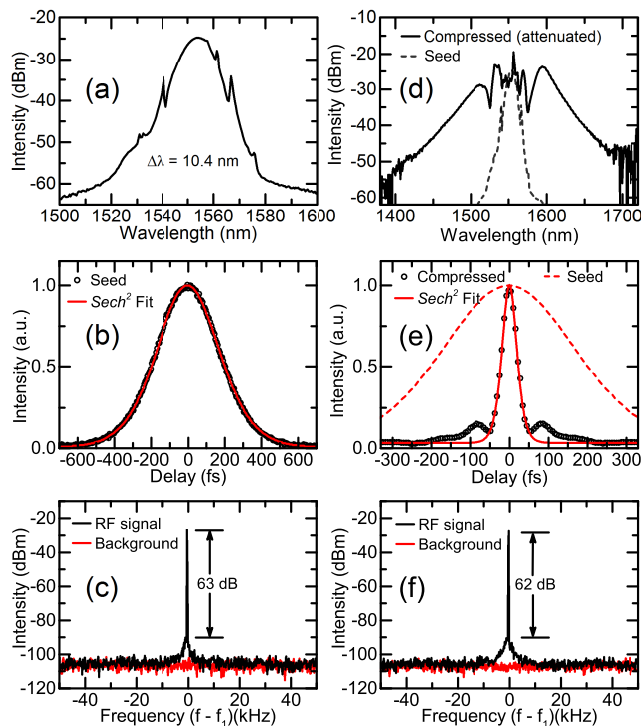 -20
-30
-40
-50
-60
Intensity (dBm)
(a)
Δλ = 10.4 nm
1500 1520 1540 1560 1580 1600
Wavelength (nm)
-10
-20
-30
-40
-50
-60
Intensity (dBm)
Compressed (attenuated)
Seed
(d)
1400 1500 1600 1700
Wavelength (nm)
1.0
0.5
0.0
Intensity (a.u.)
Seed
Sech² Fit
(b)
-600 -400 -200 0 200 400 600
Delay (fs)
1.0
0.5
0.0
Intensity (a.u.)
Compressed Seed
Sech² Fit
(e)
-300 -200 -100 0 100 200 300
Delay (fs)
-20
-40
-60
-80
-100
-120
Intensity (dBm)
RF signal
Background
63 dB
(c)
-40 -20 0 20 40
Frequency (f - f₁)(kHz)
-20
-40
-60
-80
-100
-120
Intensity (dBm)
RF signal
Background
62 dB
(f)
-40 -20 0 20 40
Frequency (f - f₁)(kHz)